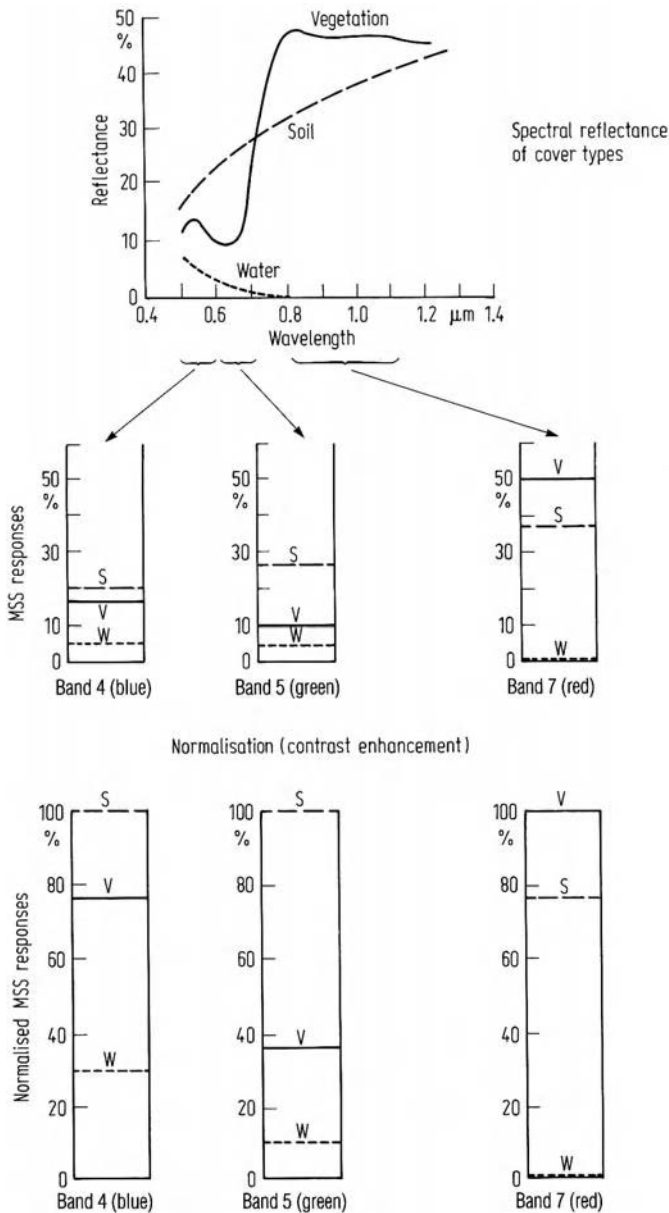 50
%
40
30
20
10
0
Reflectance
Vegetation
Soil
Water
0.4 0.6 0.8 1.0 1.2 µm 1.4
Wavelength
Spectral reflectance
of cover types
MSS responses
50
%
30
10
0
S
V
W
Band 4 (blue)
50
%
30
10
0
S
V
W
Band 5 (green)
50
%
30
10
0
V
S
W
Band 7 (red)
Normalisation (contrast enhancement)
Normalised MSS responses
100
%
80
60
40
20
0
S
V
W
Band 4 (blue)
100
%
80
60
40
20
0
S
V
W
Band 5 (green)
100
%
80
60
40
20
0
V
S
W
Band 7 (red)